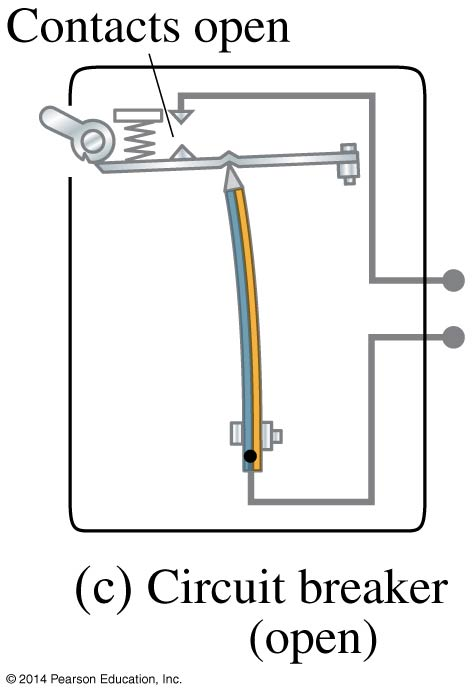 Contacts open
(c) Circuit breaker
(open)
© 2014 Pearson Education, Inc.